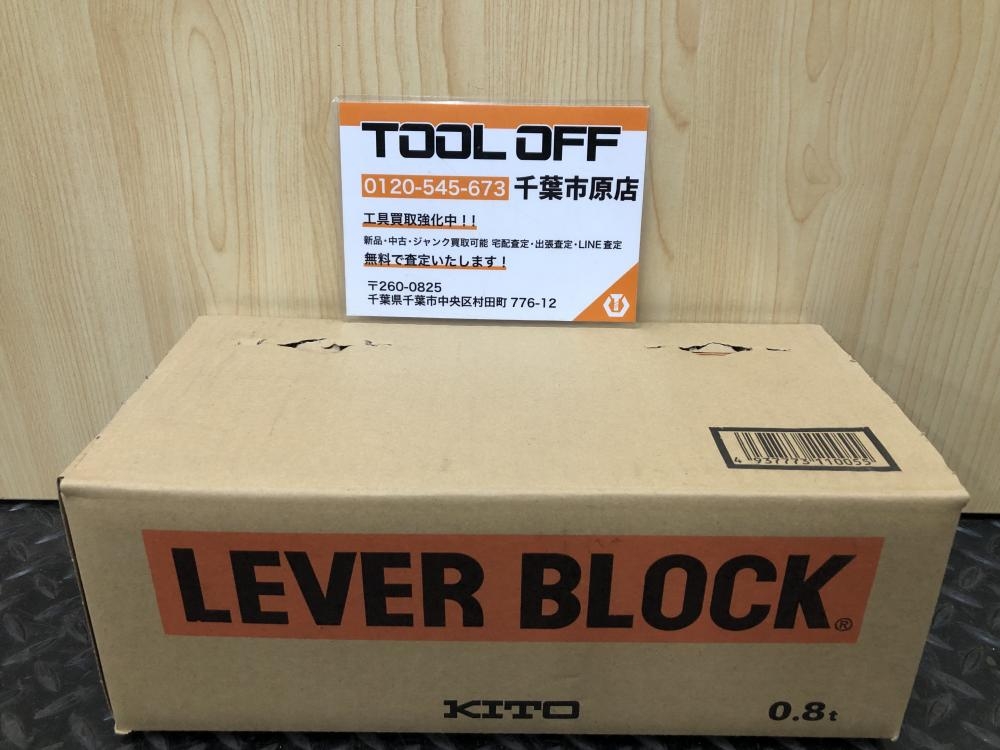 TOOL OFF
0120-545-673 千葉市原店
工具買取強化中！！
新品・中古・ジャンク買取可能 宅配査定・出張査定・LINE査定
無料で査定いたします！
〒260-0825
千葉県千葉市中央区村田町 776-12
4 937773 110055
LEVER BLOCK®
KITO 0.8t